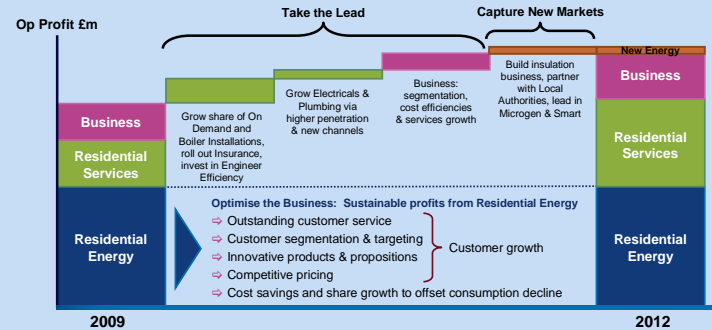 Take the Lead
Capture New Markets
Op Profit £m
New Energy
Business
Residential
Services
Residential
Energy
Grow share of On
Demand and
Boiler Installations,
roll out Insurance,
invest in Engineer
Efficiency
Grow Electricals &
Plumbing via
higher penetration
& new channels
Business:
segmentation,
cost efficiencies
& services growth
Build insulation
business, partner
with Local
Authorities, lead in
Microgen & Smart
Business
Residential
Services
Residential
Energy
Optimise the Business: Sustainable profits from Residential Energy
⇨ Outstanding customer service
⇨ Customer segmentation & targeting
⇨ Innovative products & propositions
⇨ Competitive pricing
Customer growth
⇨ Cost savings and share growth to offset consumption decline
2009
2012